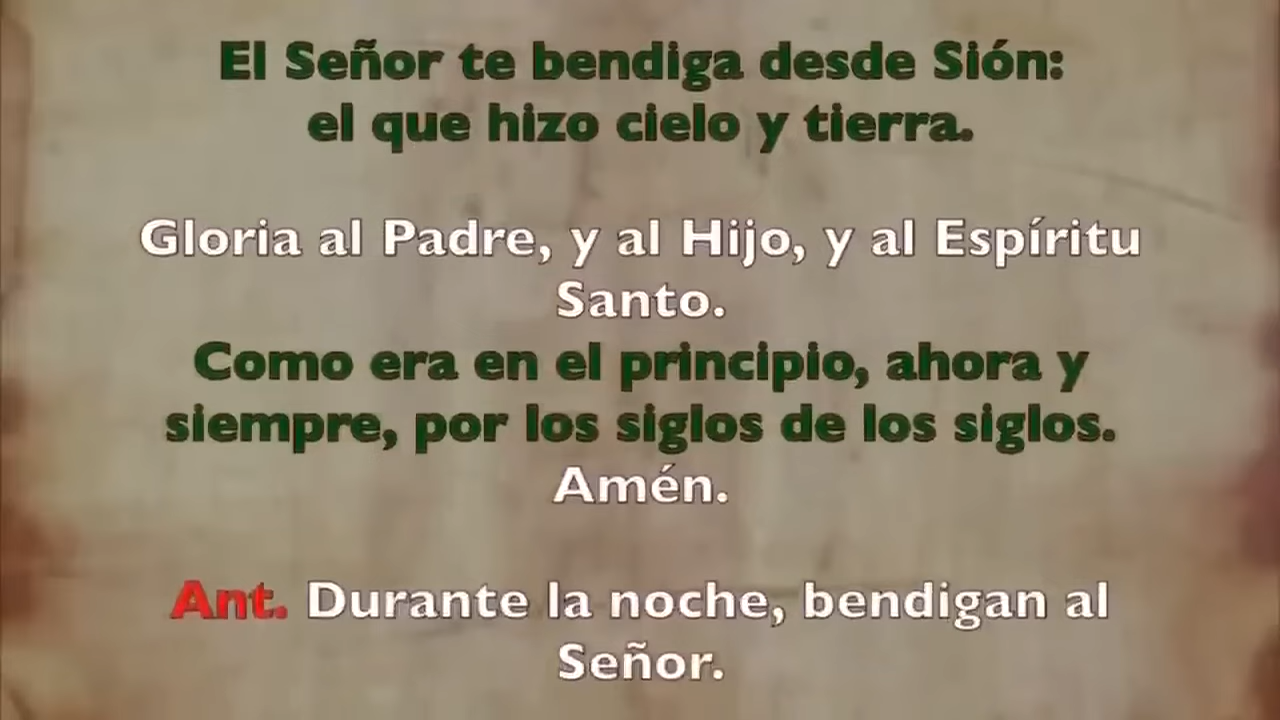 El Señor te bendiga desde Sión:
el que hizo cielo y tierra.
Gloria al Padre, y al Hijo, y al Espíritu
Santo.
Como era en el principio, ahora y
siempre, por los siglos de los siglos.
Amén.
Ant. Durante la noche, bendigan al
Señor.